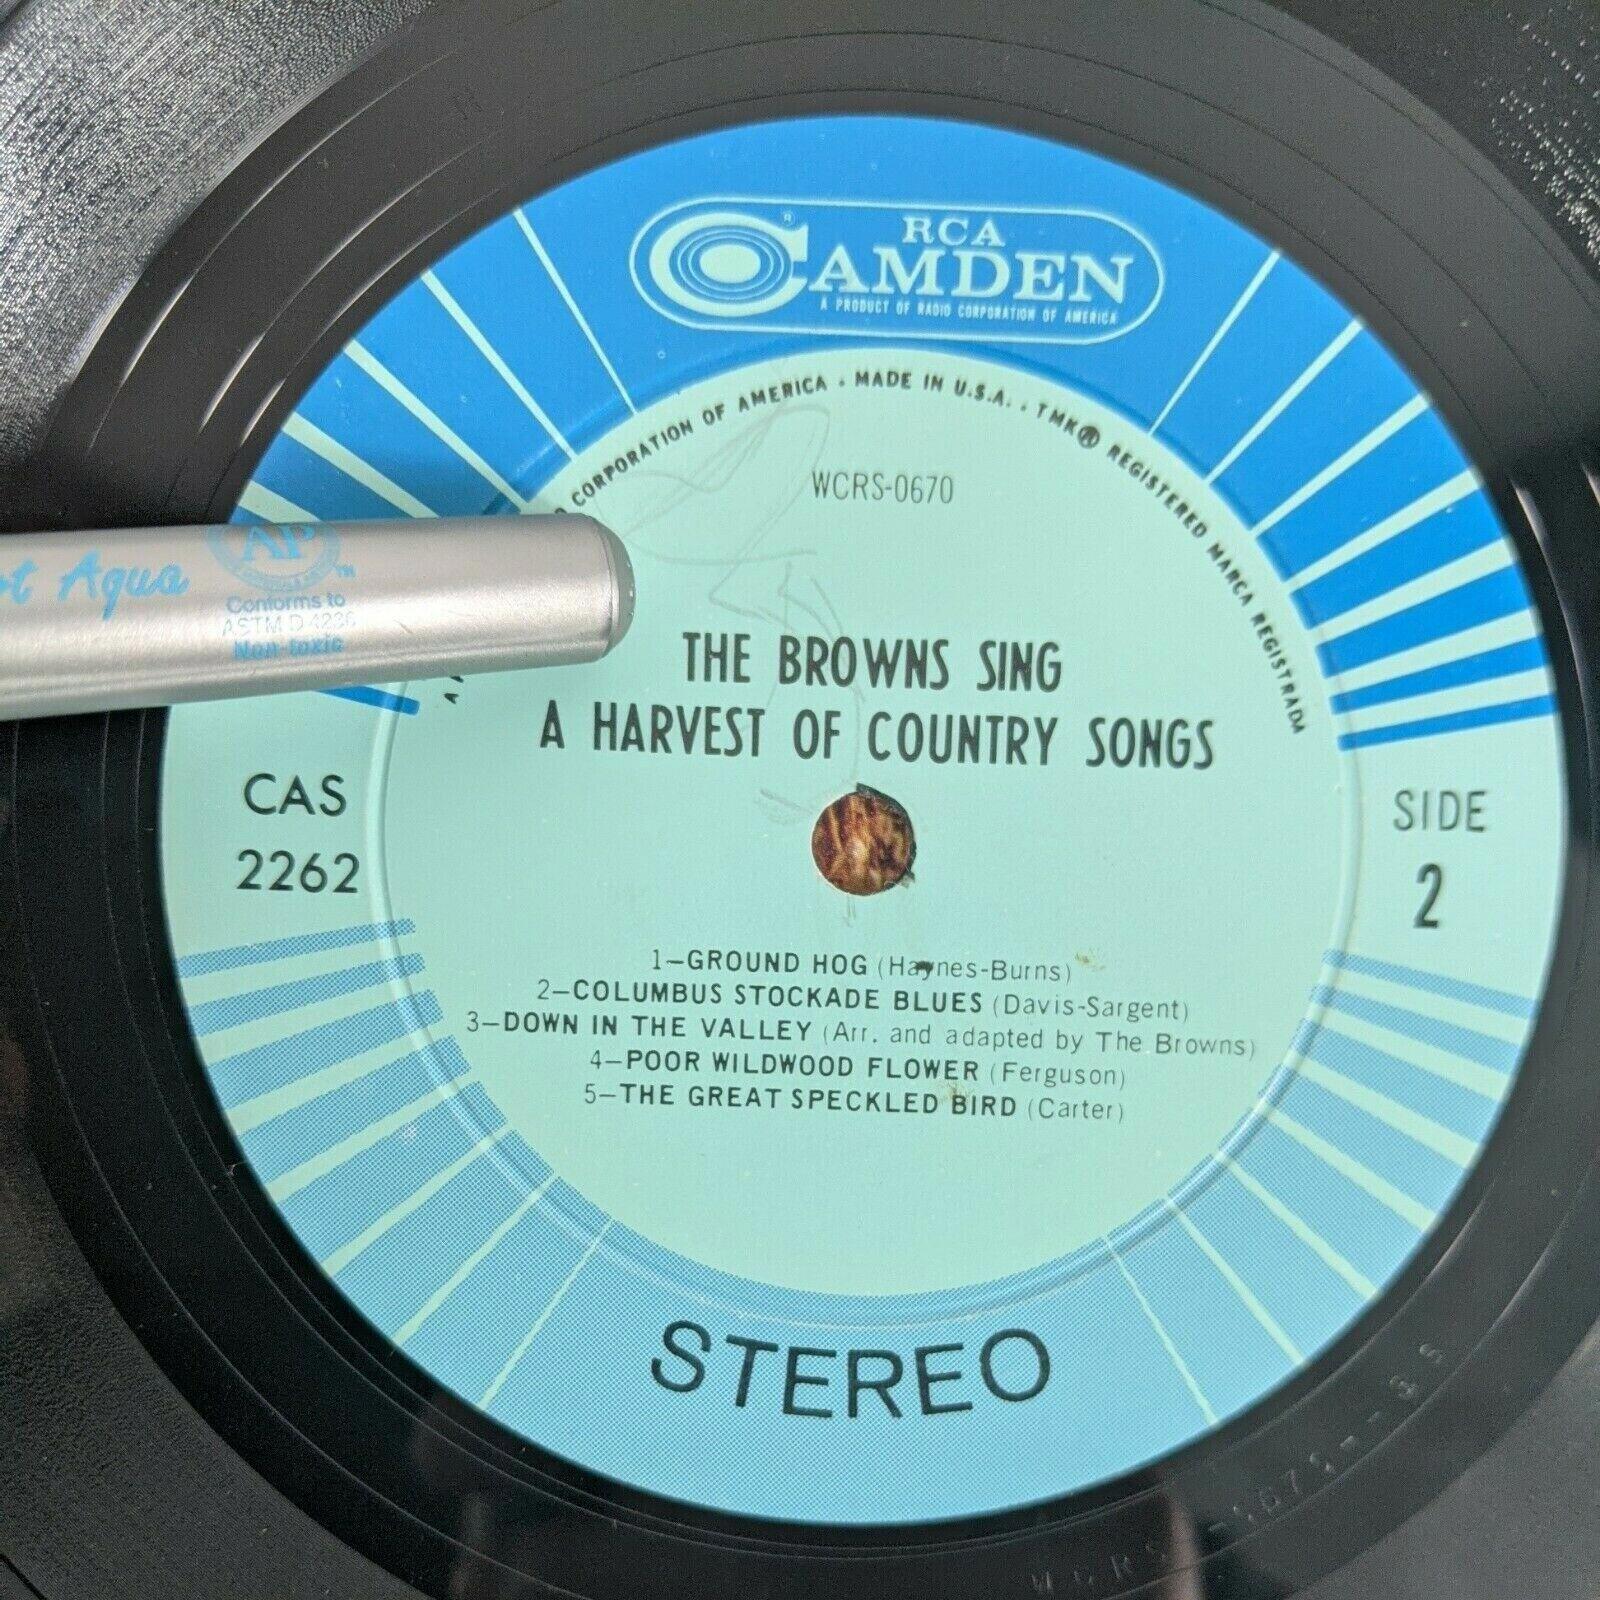 RCA
CAMDEN®
A PRODUCT OF RADIO CORPORATION OF AMERICA
CORPORATION OF AMERICA • MADE IN U.S.A. • TMK® REGISTERED MARCA REGISTRADA
WCRS-0670
Aqua
AP™
Conforms to
ASTM D 4236
Non-toxic
THE BROWNS SING
A HARVEST OF COUNTRY SONGS
CAS
2262
SIDE
2
1—GROUND HOG (Haynes-Burns)
2—COLUMBUS STOCKADE BLUES (Davis-Sargent)
3—DOWN IN THE VALLEY (Arr. and adapted by The Browns)
4—POOR WILDWOOD FLOWER (Ferguson)
5—THE GREAT SPECKLED BIRD (Carter)
STEREO